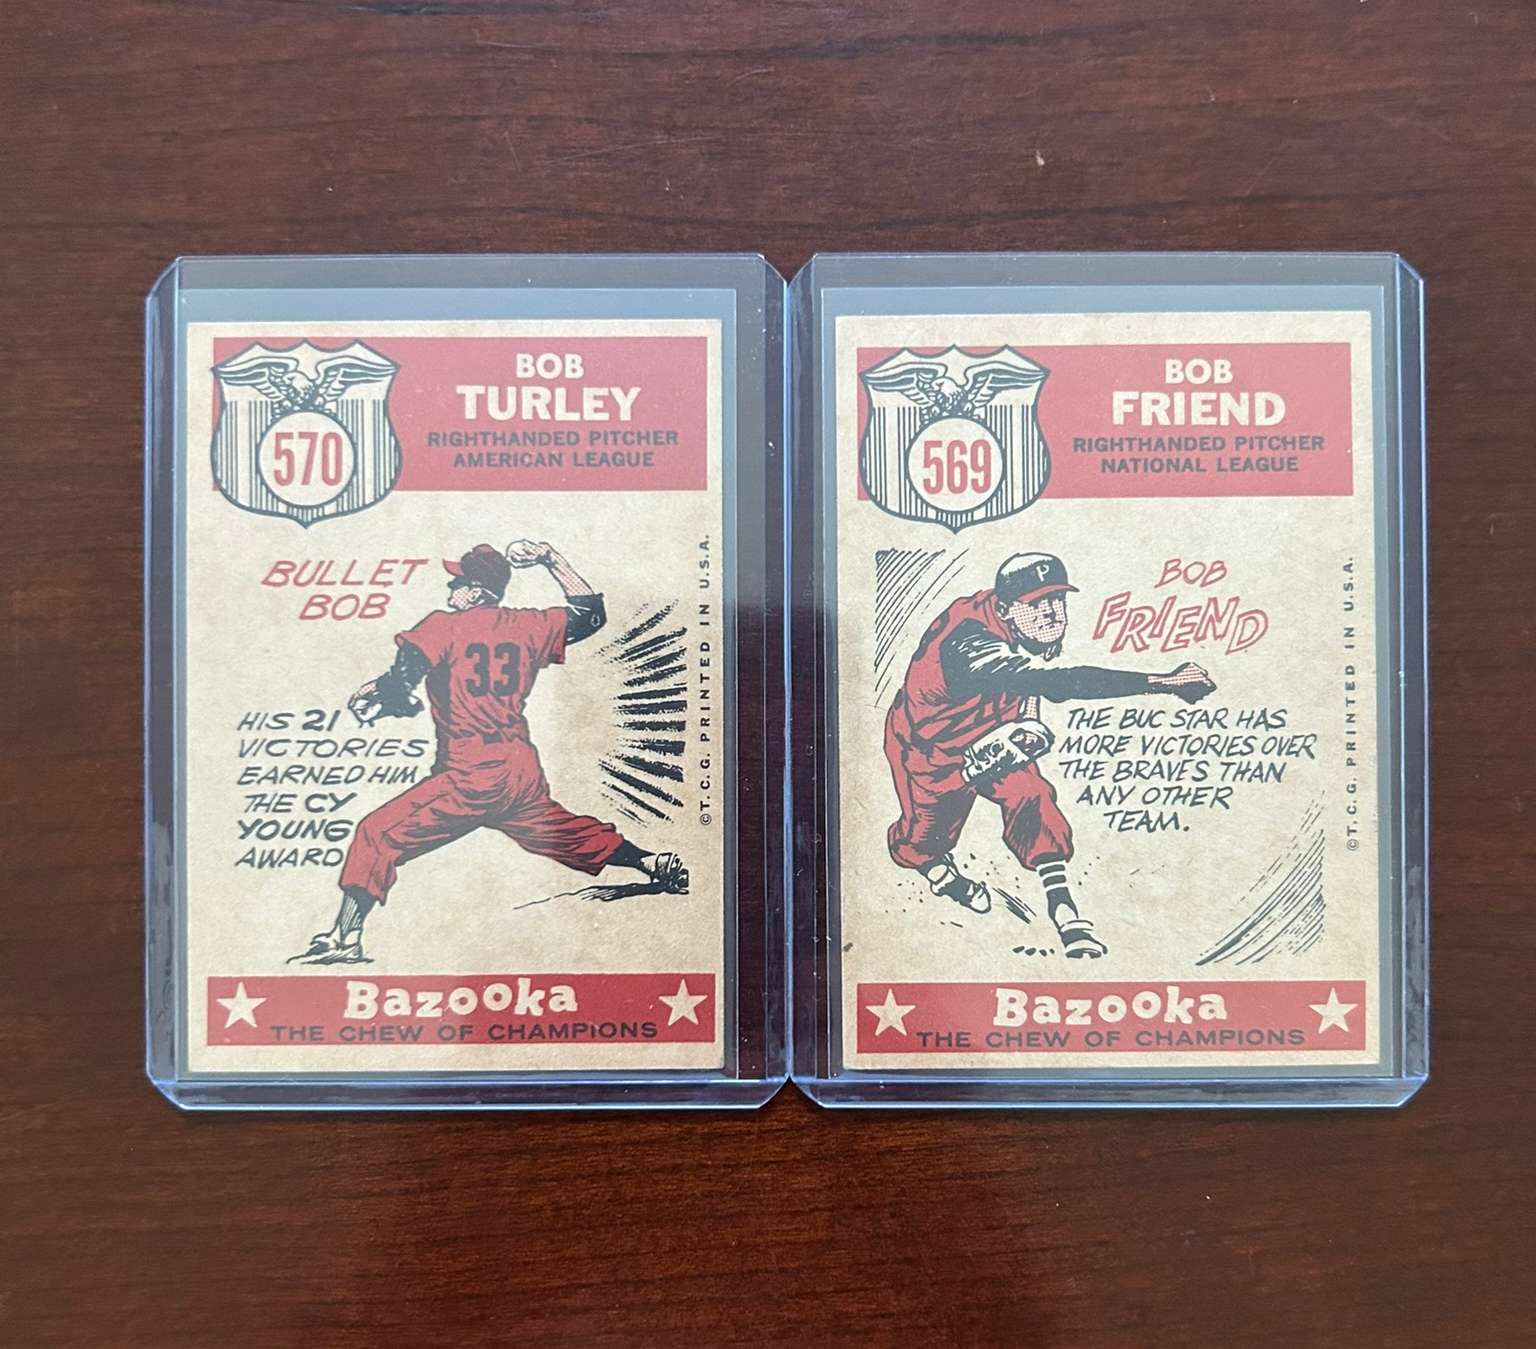 570
BOB
TURLEY
RIGHTHANDED PITCHER
AMERICAN LEAGUE
BULLET
BOB
33
HIS 21
VICTORIES
EARNED HIM
THE CY
YOUNG
AWARD
©T.C.G. PRINTED IN U.S.A.
Bazooka
THE CHEW OF CHAMPIONS
569
BOB
FRIEND
RIGHTHANDED PITCHER
NATIONAL LEAGUE
P
BOB
FRIEND
THE BUC STAR HAS
MORE VICTORIES OVER
THE BRAVES THAN
ANY OTHER
TEAM.
©T.C.G. PRINTED IN U.S.A.
Bazooka
THE CHEW OF CHAMPIONS